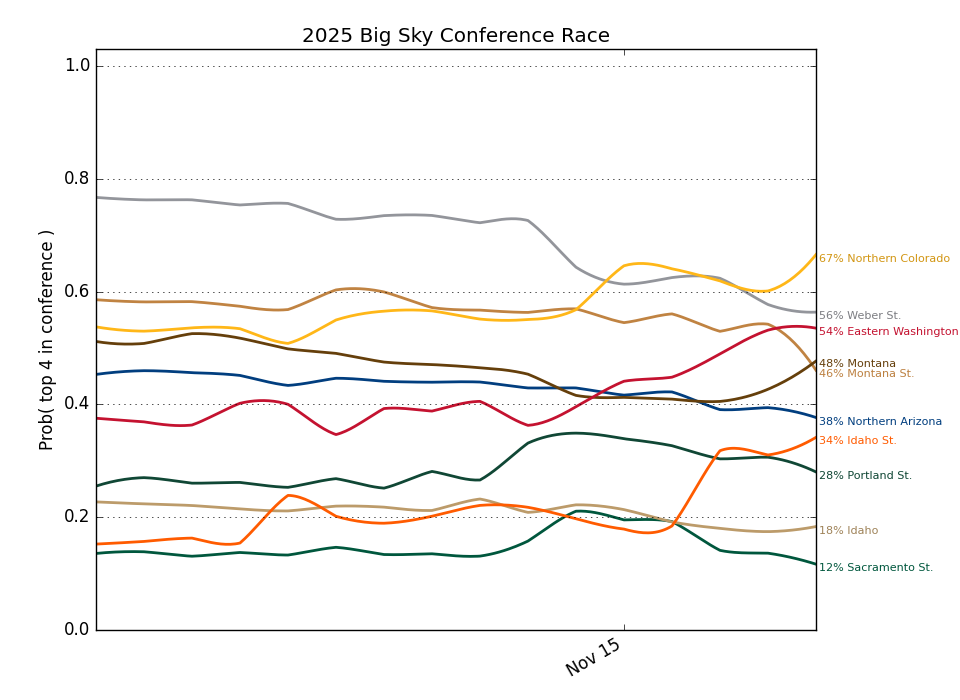 2025 Big Sky Conference Race
1.0
0.8
0.6
0.4
0.2
0.0
Prob( top 4 in conference )
Nov 15
67% Northern Colorado
56% Weber St.
54% Eastern Washington
48% Montana
46% Montana St.
38% Northern Arizona
34% Idaho St.
28% Portland St.
18% Idaho
12% Sacramento St.